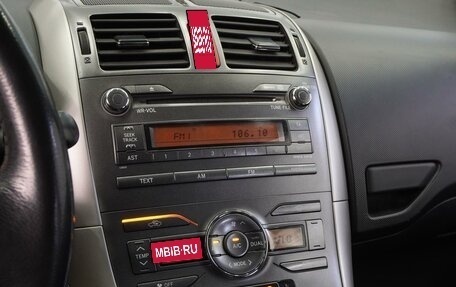 PWR·VOL
TUNE·FILE
SEEK
TRACK
FM1 106.10
AST 1 2 3 4 5 6
TEXT AM FM
TEMP
MBIB.RU
A/C
DUAL
MODE